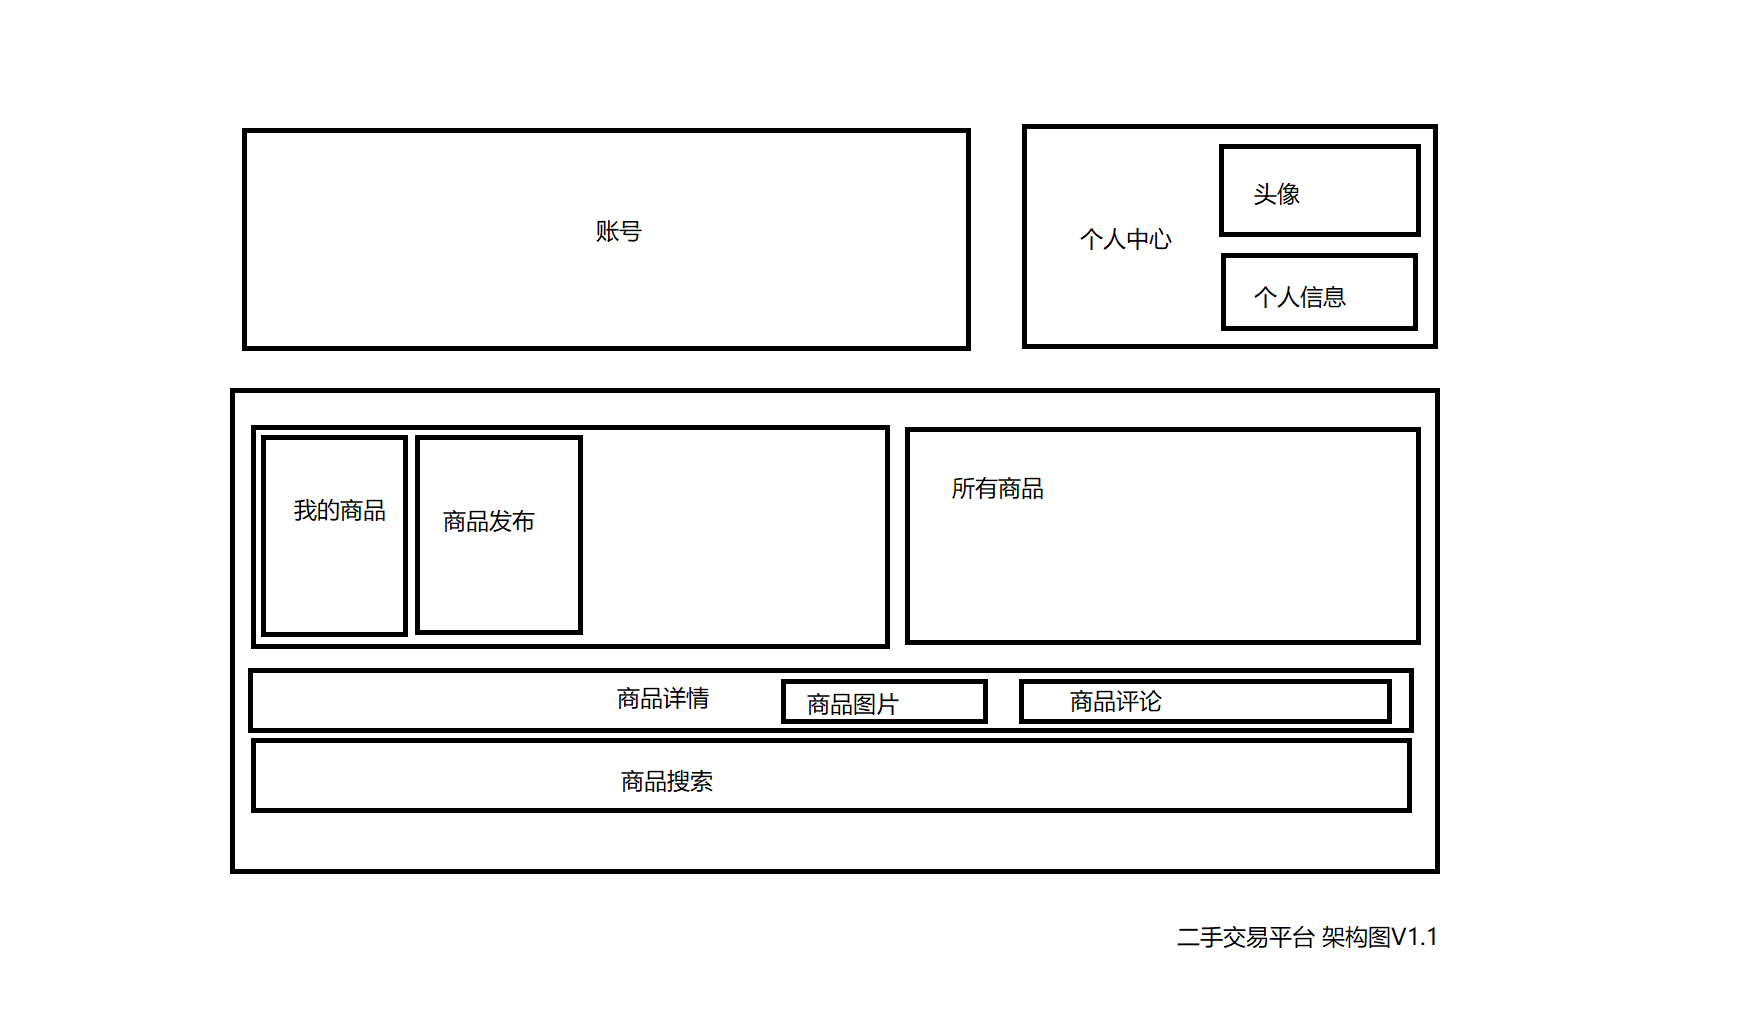 账号
个人中心
头像
个人信息
我的商品
商品发布
所有商品
商品详情
商品图片
商品评论
商品搜索
二手交易平台 架构图V1.1